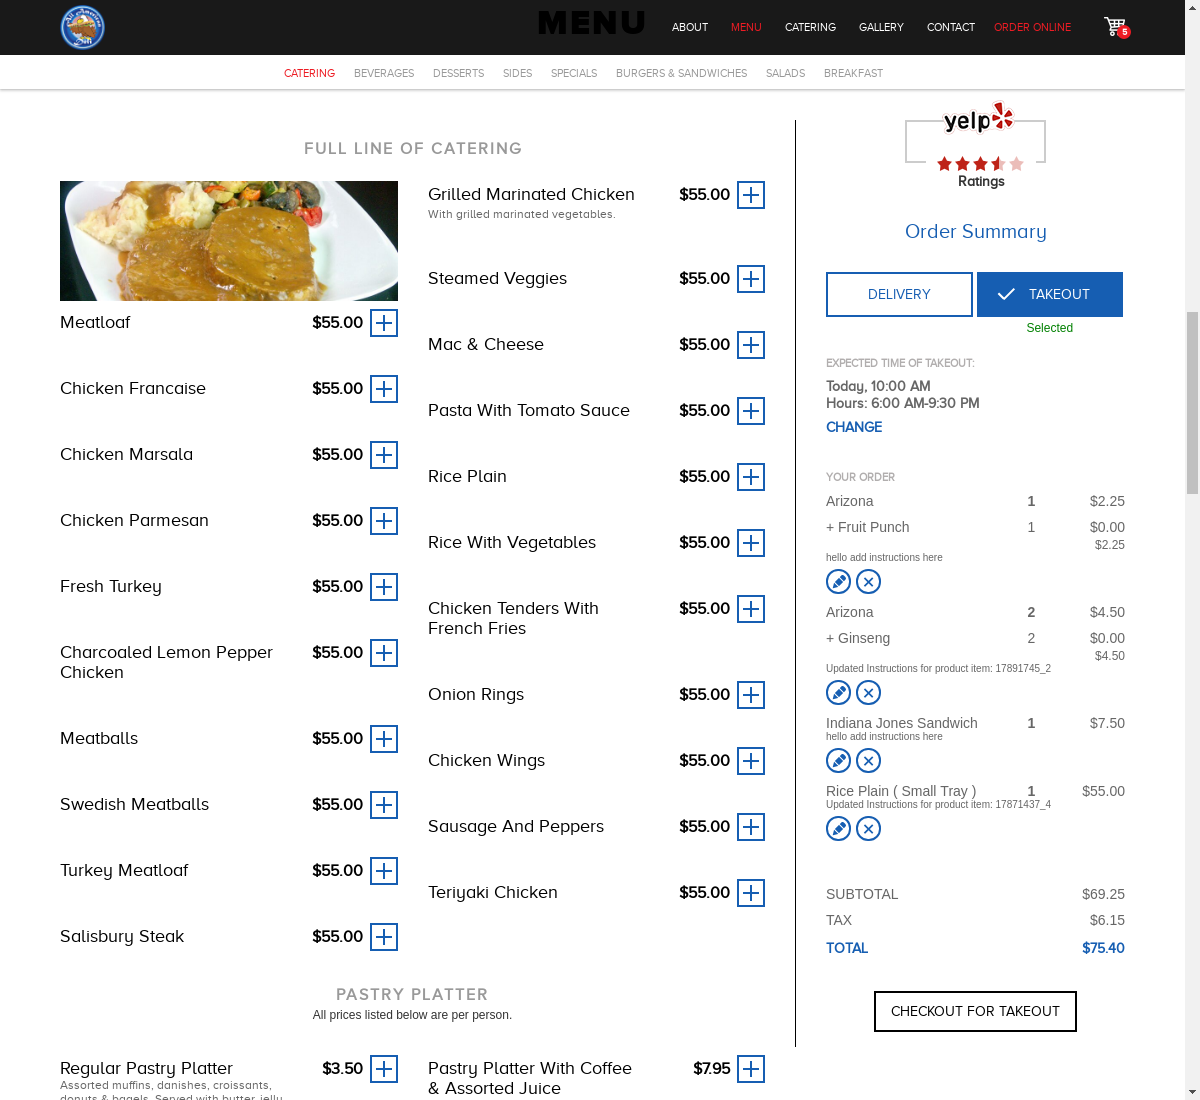 All American
Deli
MENU
ABOUT
MENU
CATERING
GALLERY
CONTACT
ORDER ONLINE
5
CATERING
BEVERAGES
DESSERTS
SIDES
SPECIALS
BURGERS & SANDWICHES
SALADS
BREAKFAST
FULL LINE OF CATERING
Meatloaf $55.00
Chicken Francaise $55.00
Chicken Marsala $55.00
Chicken Parmesan $55.00
Fresh Turkey $55.00
Charcoaled Lemon Pepper $55.00
Chicken
Meatballs $55.00
Swedish Meatballs $55.00
Turkey Meatloaf $55.00
Salisbury Steak $55.00
Grilled Marinated Chicken $55.00
With grilled marinated vegetables.
Steamed Veggies $55.00
Mac & Cheese $55.00
Pasta With Tomato Sauce $55.00
Rice Plain $55.00
Rice With Vegetables $55.00
Chicken Tenders With $55.00
French Fries
Onion Rings $55.00
Chicken Wings $55.00
Sausage And Peppers $55.00
Teriyaki Chicken $55.00
PASTRY PLATTER
All prices listed below are per person.
Regular Pastry Platter $3.50
Assorted muffins, danishes, croissants,
donuts & bagels. Served with butter, jelly
Pastry Platter With Coffee $7.95
& Assorted Juice
yelp
Ratings
Order Summary
DELIVERY
TAKEOUT
Selected
EXPECTED TIME OF TAKEOUT:
Today, 10:00 AM
Hours: 6:00 AM-9:30 PM
CHANGE
YOUR ORDER
Arizona 1 $2.25
+ Fruit Punch 1 $0.00
$2.25
hello add instructions here
Arizona 2 $4.50
+ Ginseng 2 $0.00
$4.50
Updated Instructions for product item: 17891745_2
Indiana Jones Sandwich 1 $7.50
hello add instructions here
Rice Plain ( Small Tray ) 1 $55.00
Updated Instructions for product item: 17871437_4
SUBTOTAL $69.25
TAX $6.15
TOTAL $75.40
CHECKOUT FOR TAKEOUT